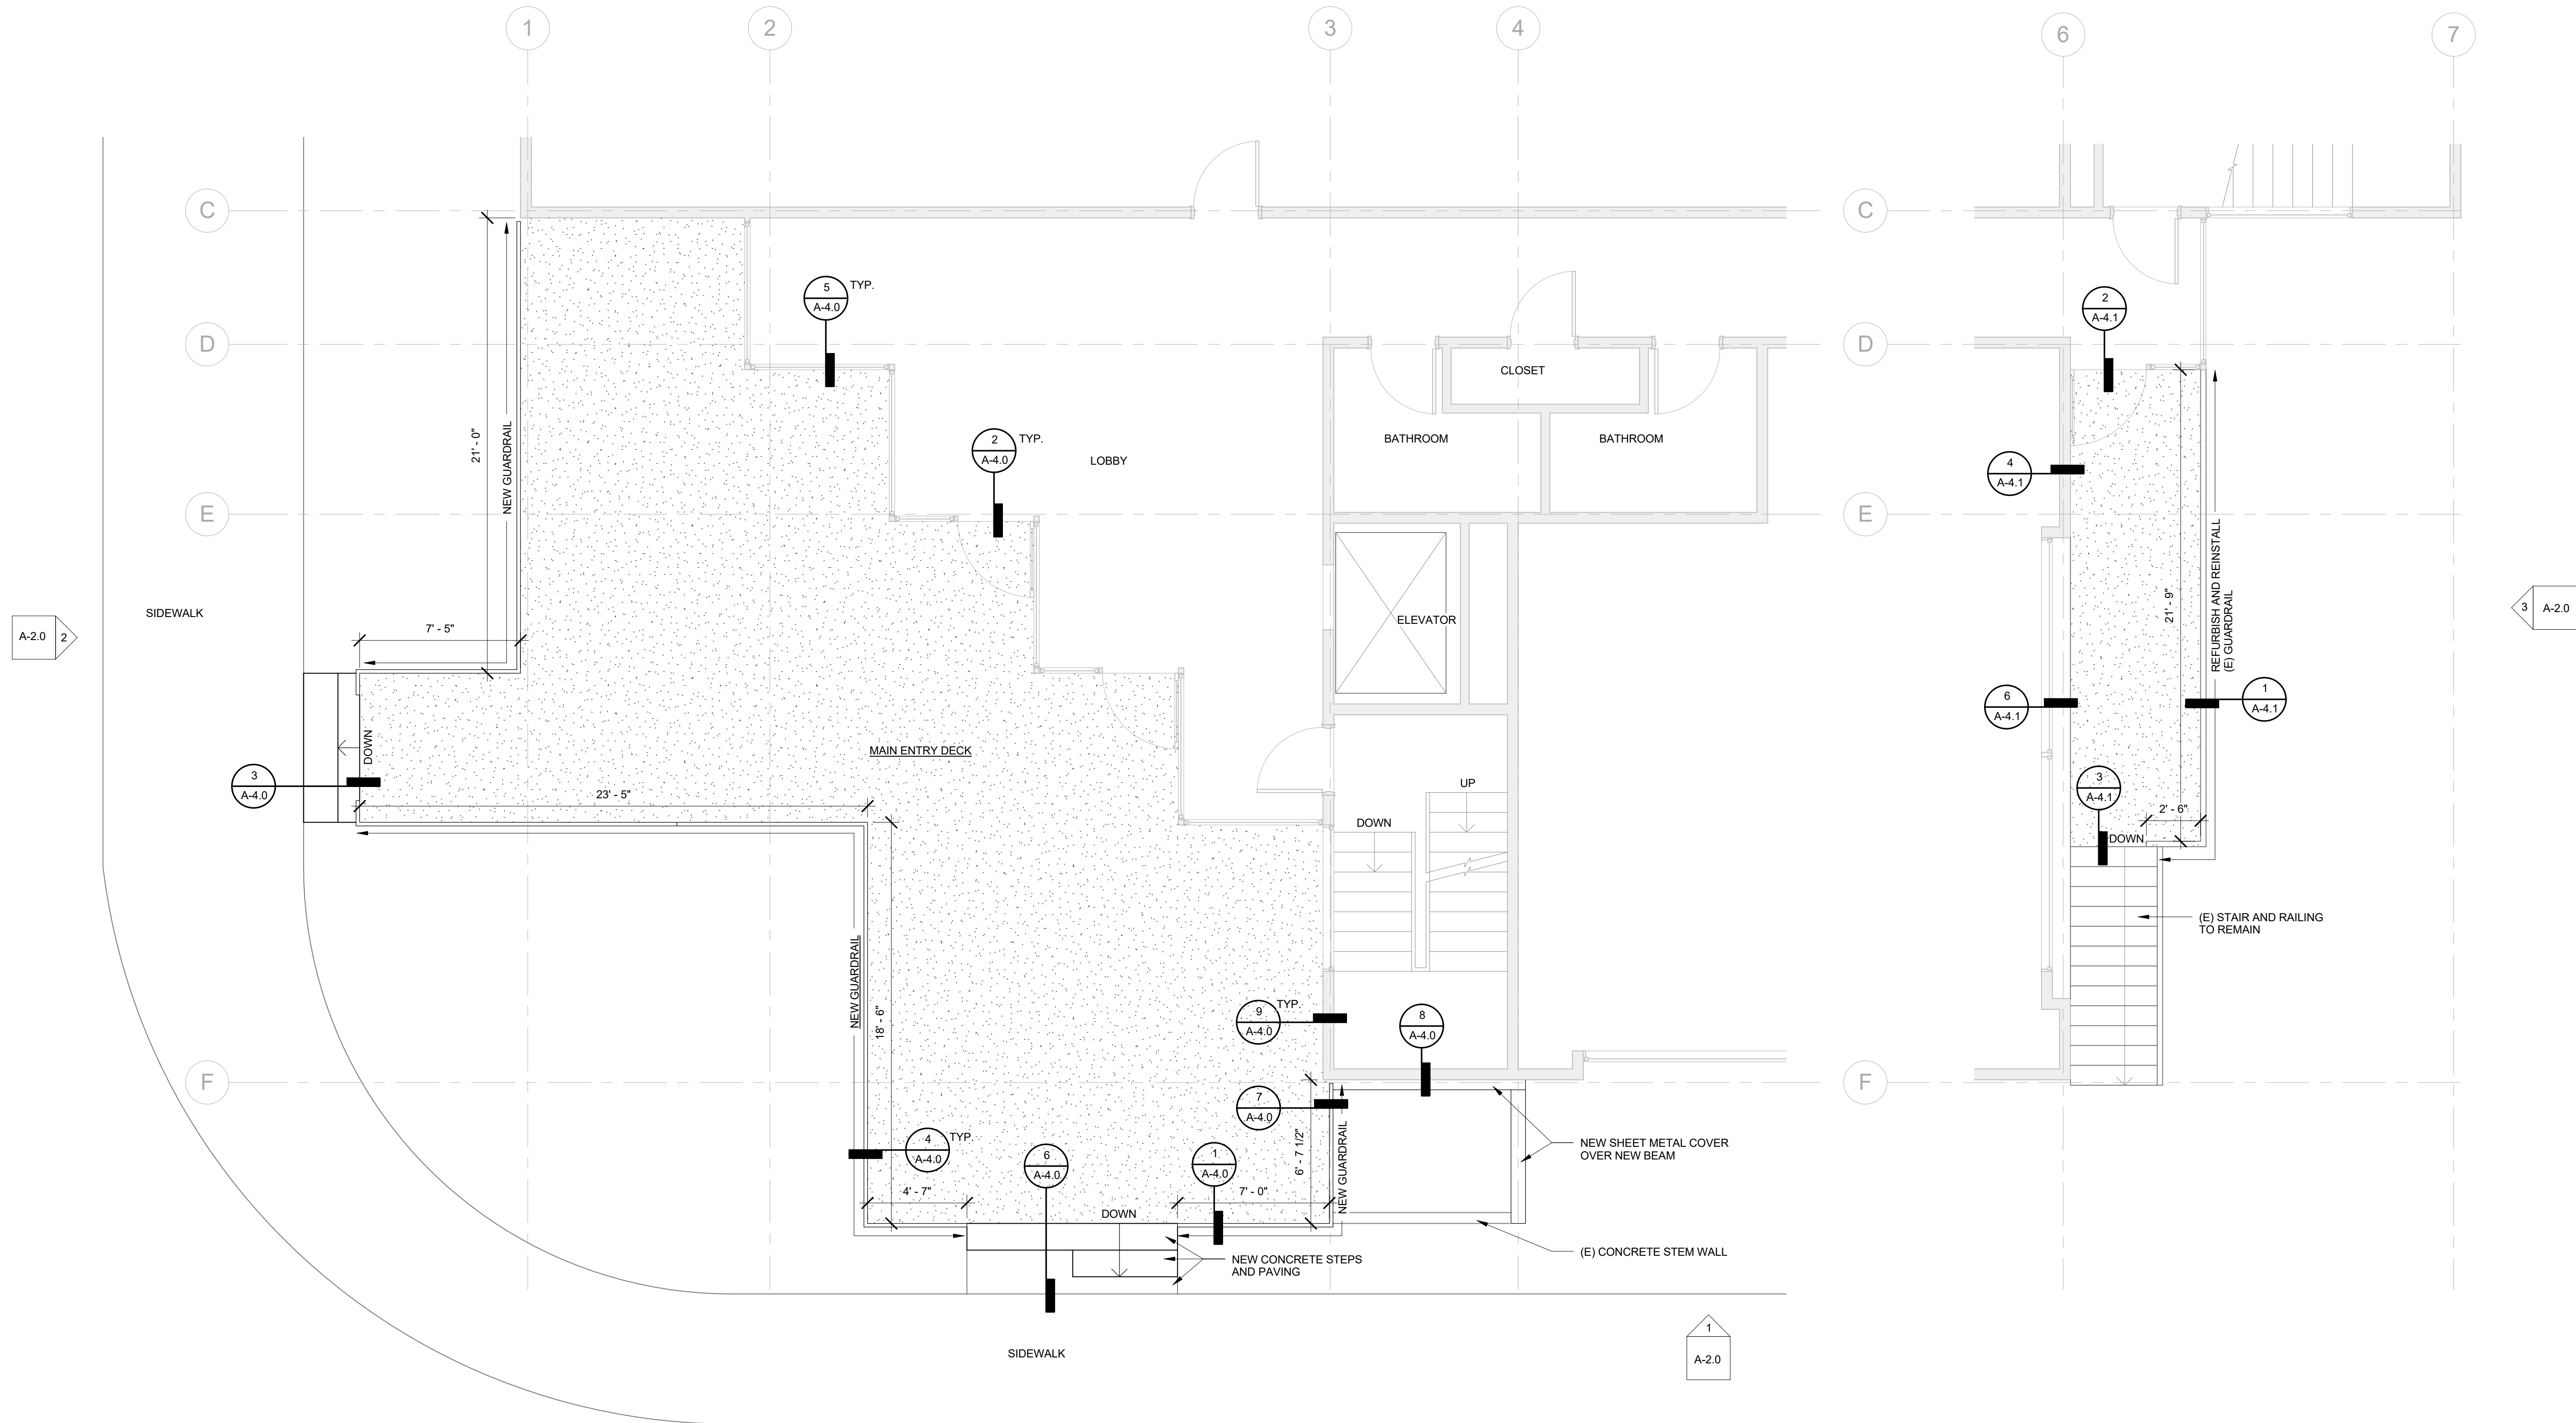 1
2
3
4
6
7
C
C
5
A-4.0
TYP.
2
A-4.1
D
D
CLOSET
2
A-4.0
TYP.
LOBBY
BATHROOM
BATHROOM
21' - 0"
NEW GUARDRAIL
4
A-4.1
E
E
REFURBISH AND REINSTALL
(E) GUARDRAIL
21' - 9"
SIDEWALK
A-2.0
2
7' - 5"
ELEVATOR
3
A-2.0
6
A-4.1
1
A-4.1
DOWN
MAIN ENTRY DECK
3
A-4.0
23' - 5"
UP
DOWN
3
A-4.1
2' - 6"
DOWN
(E) STAIR AND RAILING
TO REMAIN
NEW GUARDRAIL
18' - 6"
9
A-4.0
TYP.
8
A-4.0
F
F
7
A-4.0
4
A-4.0
TYP.
6
A-4.0
1
A-4.0
6' - 7 1/2"
NEW GUARDRAIL
NEW SHEET METAL COVER
OVER NEW BEAM
4' - 7"
7' - 0"
DOWN
NEW CONCRETE STEPS
AND PAVING
(E) CONCRETE STEM WALL
SIDEWALK
1
A-2.0